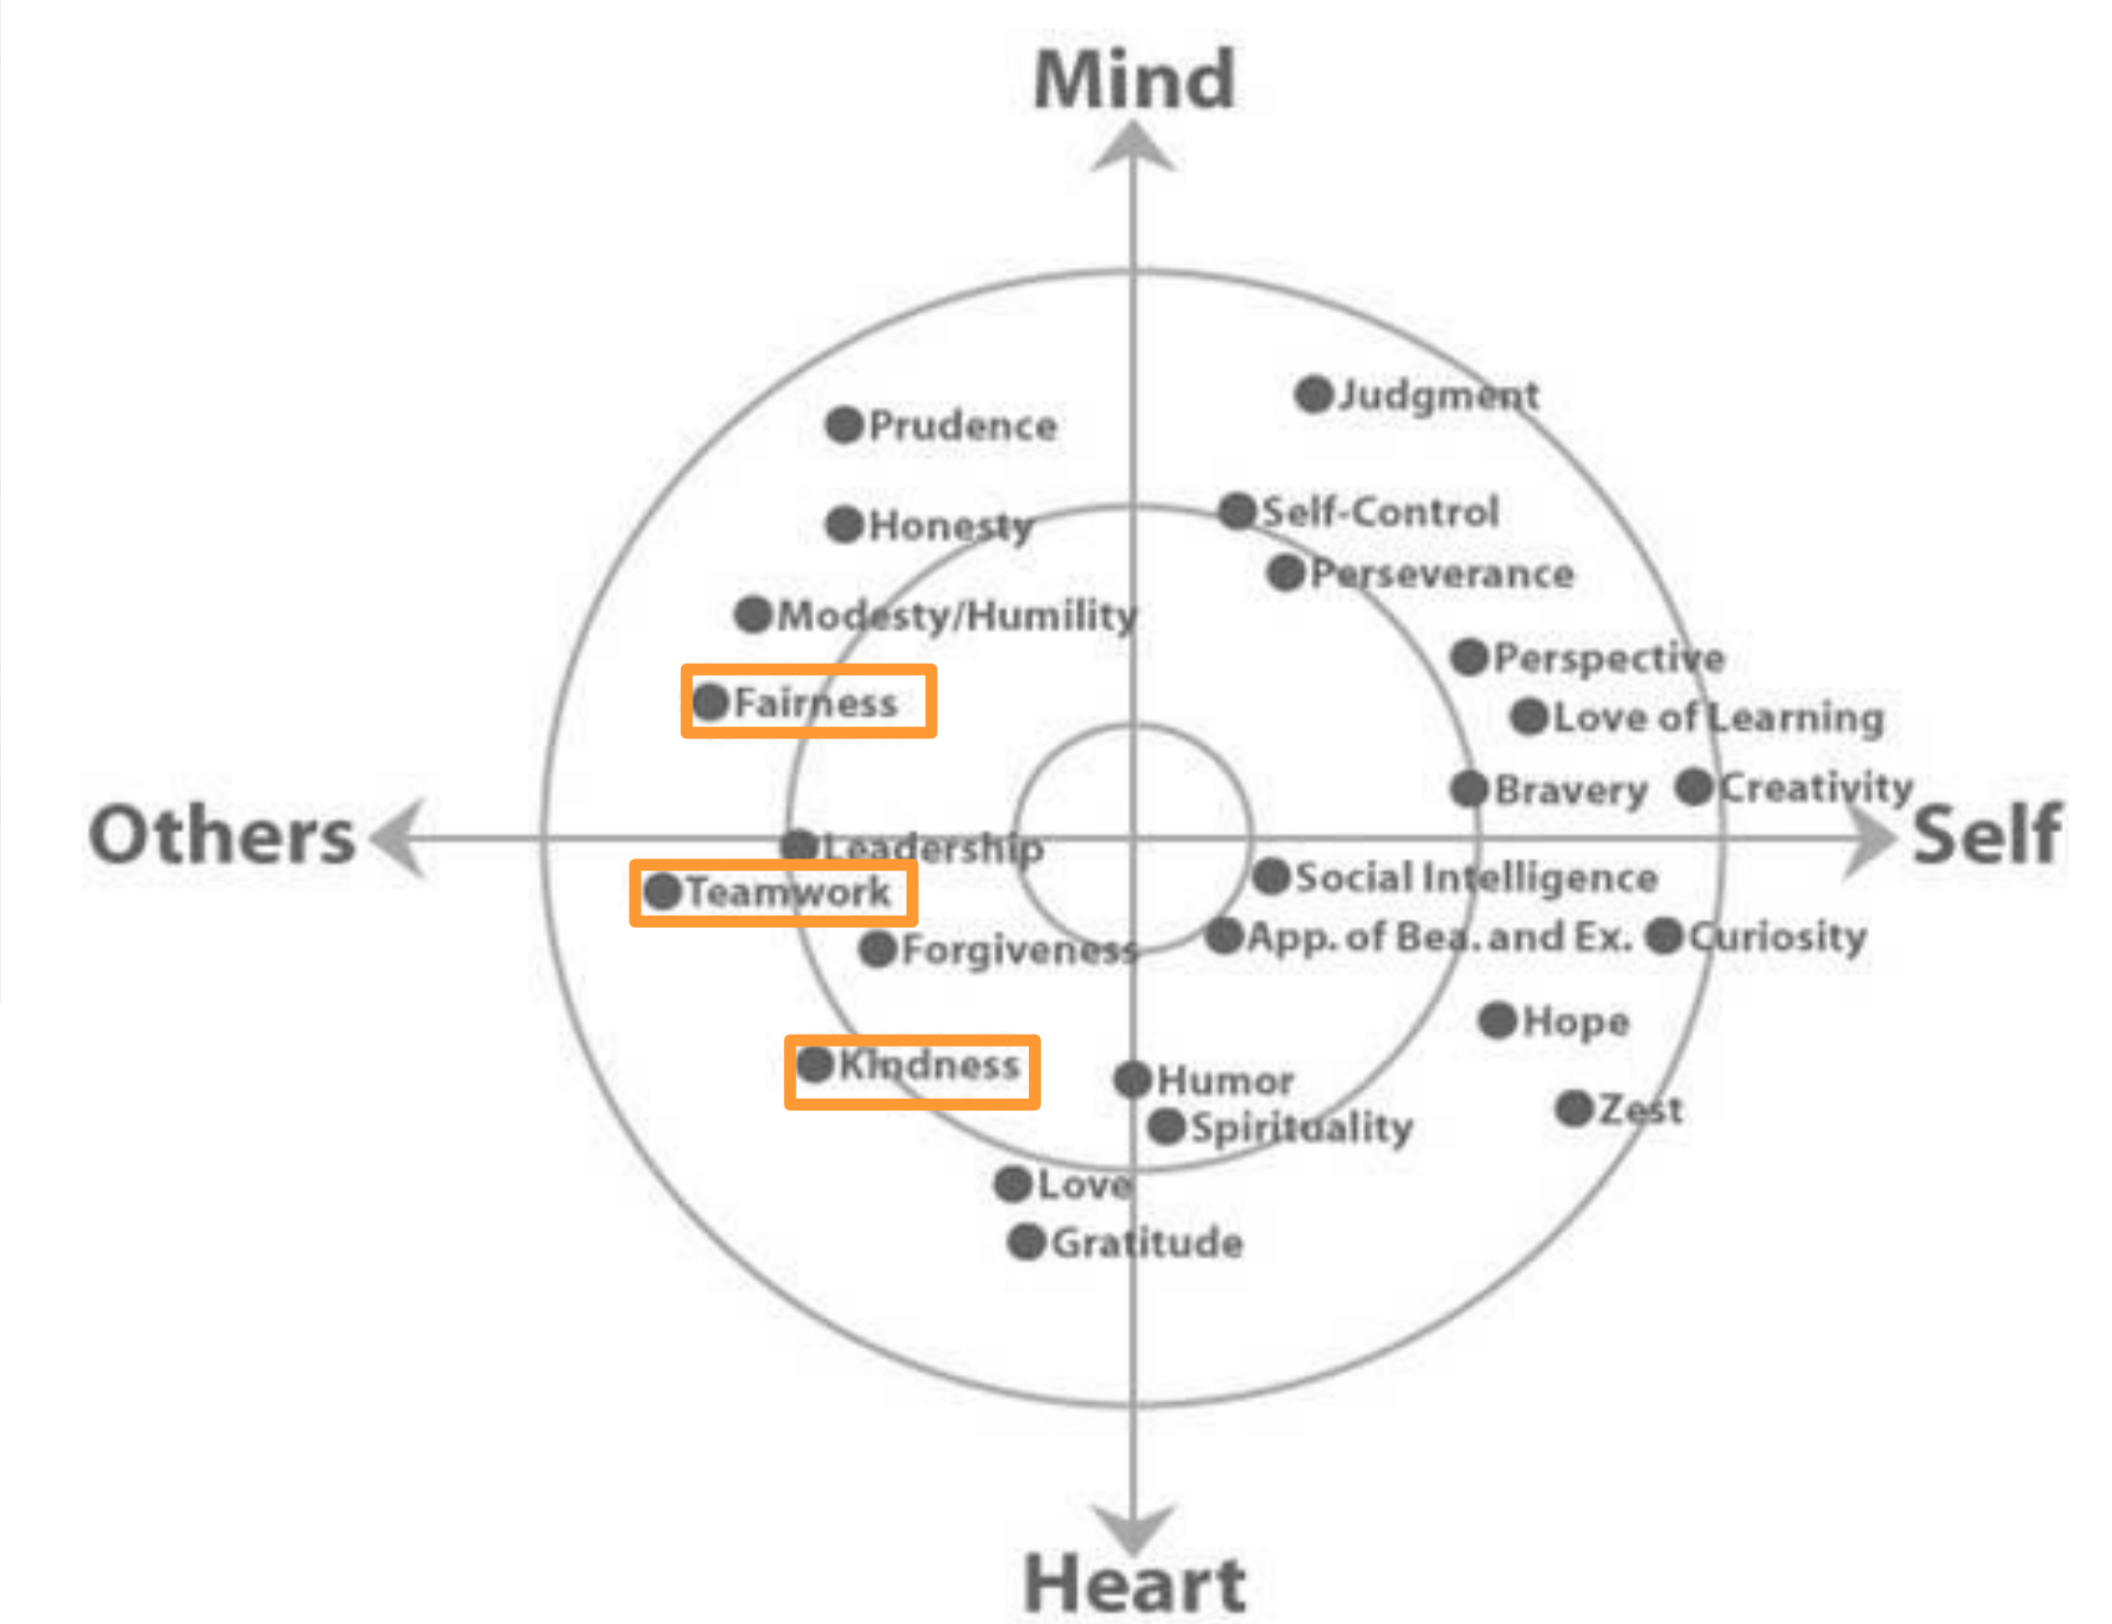 Mind
Judgment
Prudence
Self-Control
Honesty
Perseverance
Modesty/Humility
Perspective
Fairness
Love of Learning
Bravery
Creativity
Others
Self
Leadership
Social Intelligence
Teamwork
App. of Bea. and Ex.
Curiosity
Forgiveness
Hope
Kindness
Humor
Zest
Spirituality
Love
Gratitude
Heart